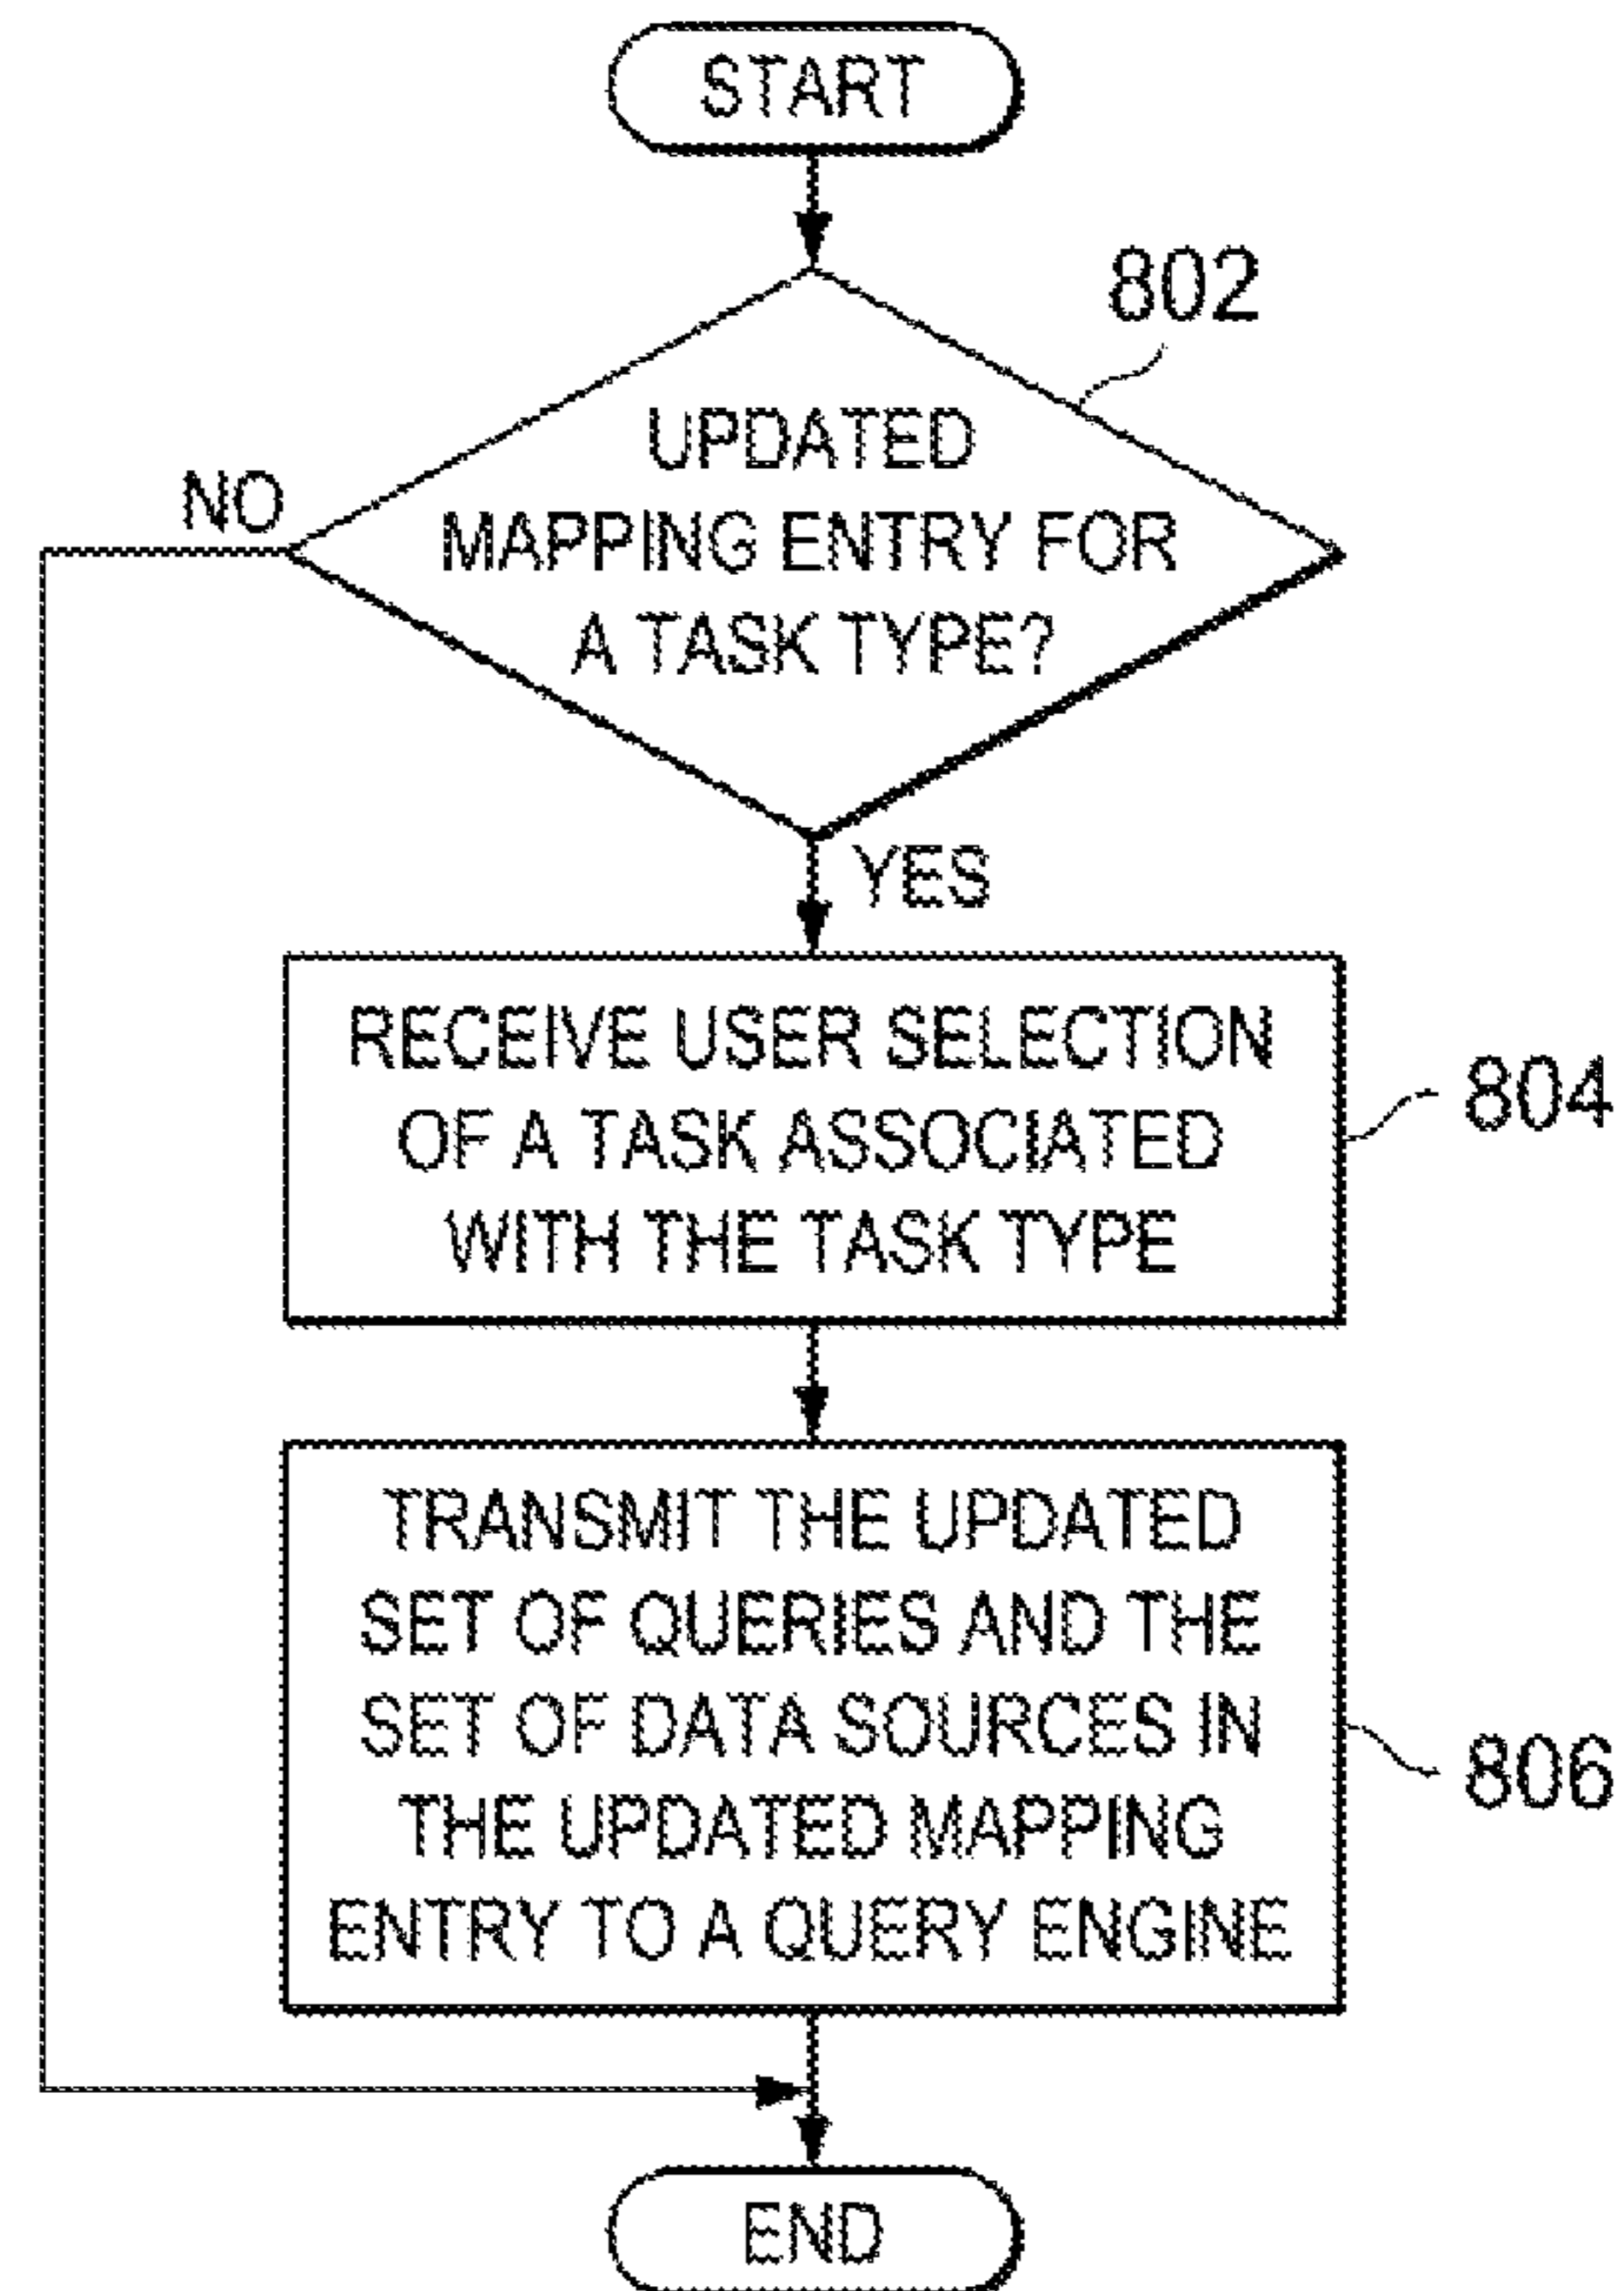 START
802
UPDATED
NO
MAPPING ENTRY FOR
A TASK TYPE?
YES
RECEIVE USER SELECTION
OF A TASK ASSOCIATED
WITH THE TASK TYPE
804
TRANSMIT THE UPDATED
SET OF QUERIES AND THE
SET OF DATA SOURCES IN
THE UPDATED MAPPING
ENTRY TO A QUERY ENGINE
806
END